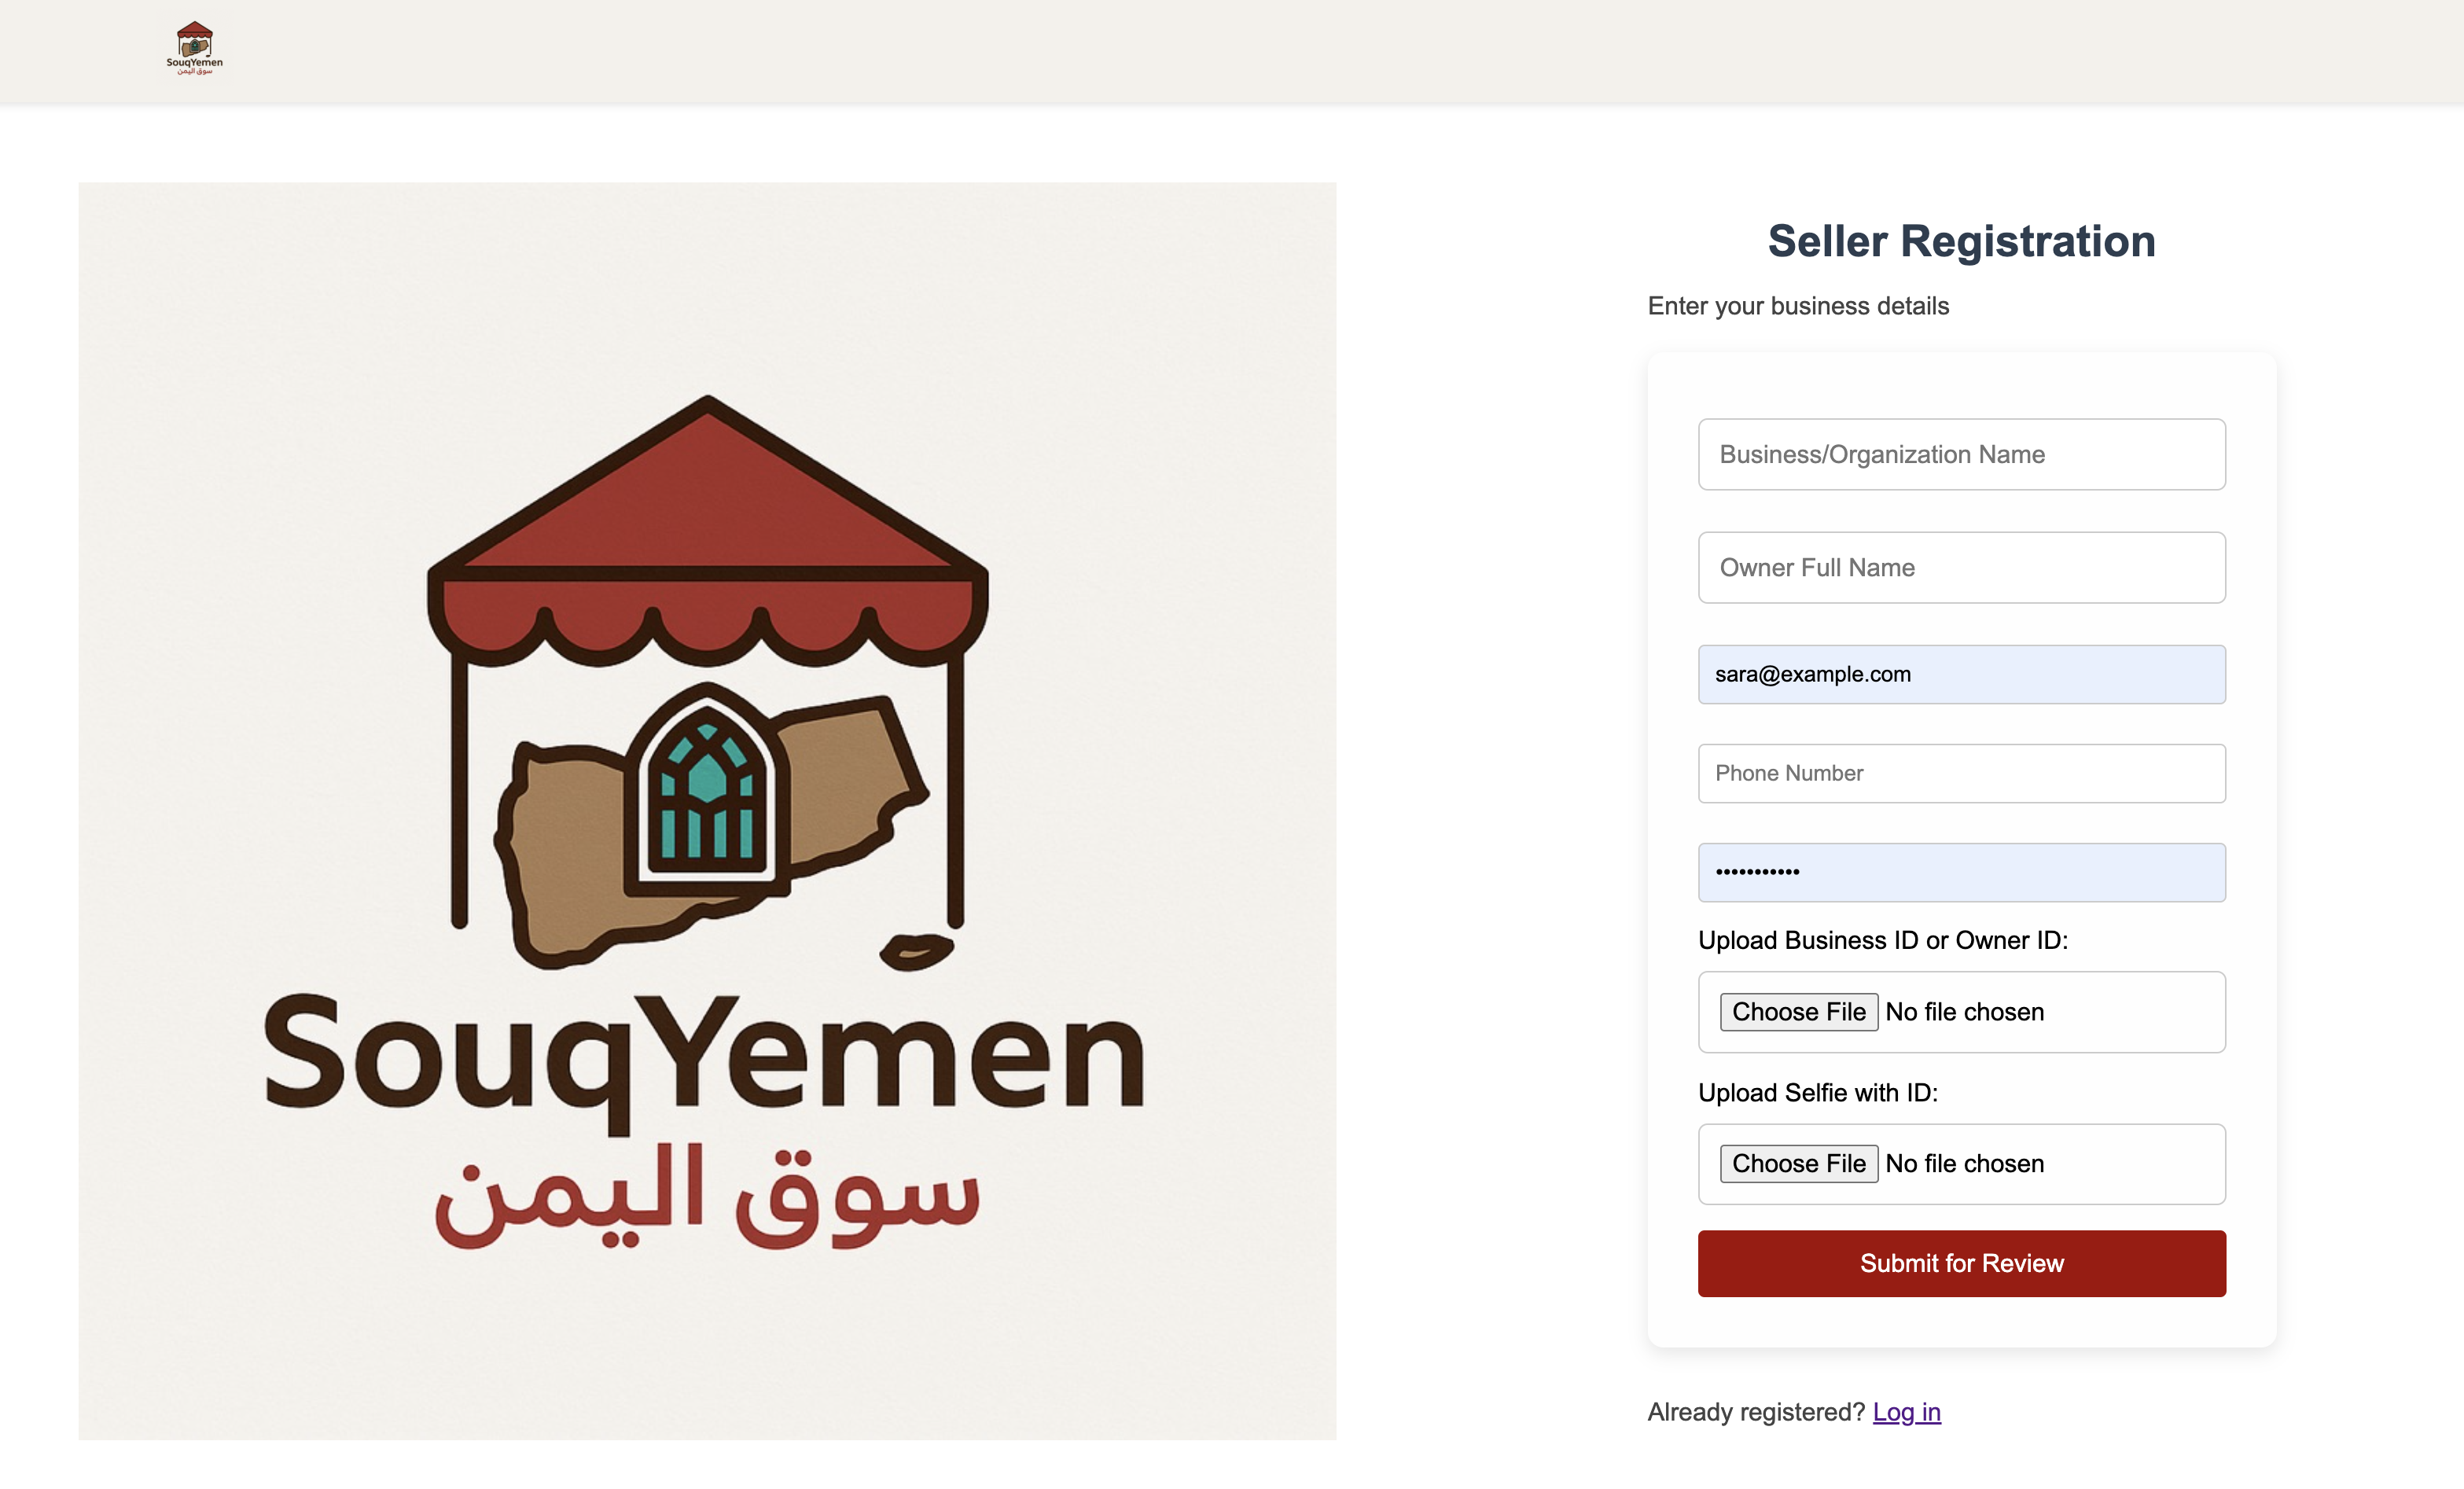 SouqYemen
سوق اليمن
SouqYemen
سوق اليمن
Seller Registration
Enter your business details
Business/Organization Name
Owner Full Name
sara@example.com
Phone Number
•••••••••••
Upload Business ID or Owner ID:
Choose File No file chosen
Upload Selfie with ID:
Choose File No file chosen
Submit for Review
Already registered? Log in